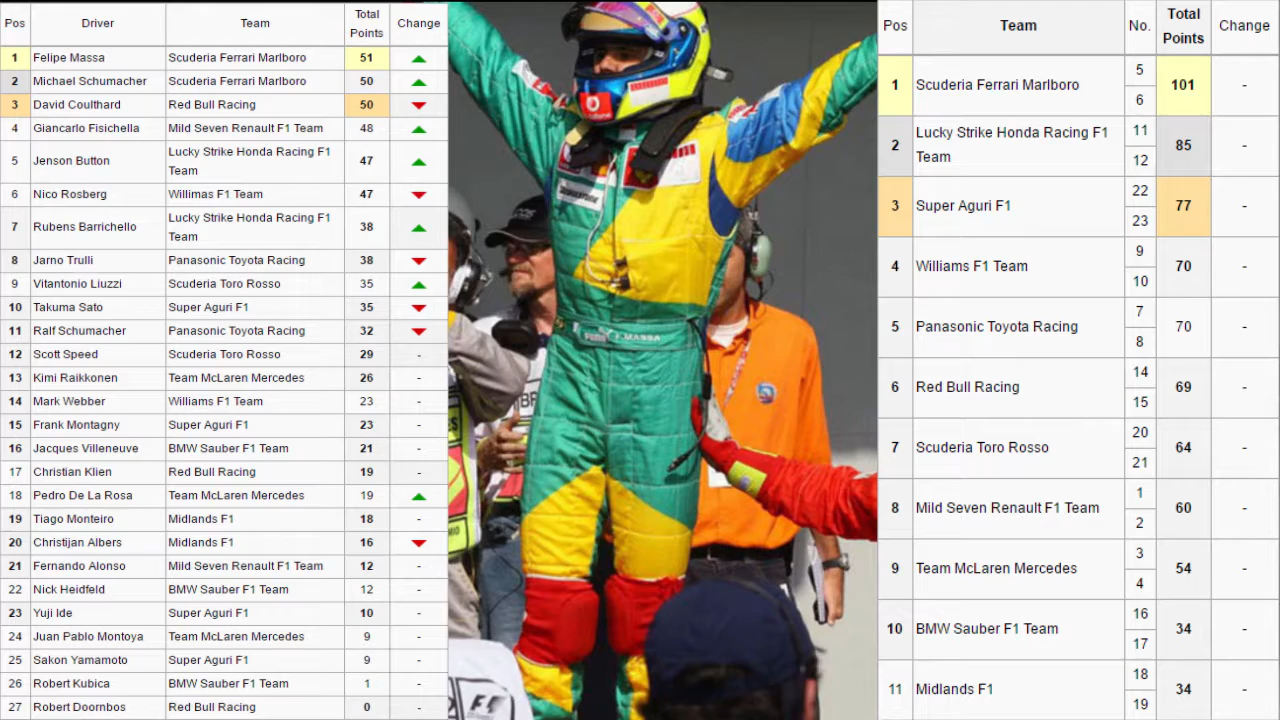 Pos Driver Team Total Points Change
1 Felipe Massa Scuderia Ferrari Marlboro 51
2 Michael Schumacher Scuderia Ferrari Marlboro 50
3 David Coulthard Red Bull Racing 50
4 Giancarlo Fisichella Mild Seven Renault F1 Team 48
5 Jenson Button Lucky Strike Honda Racing F1 Team 47
6 Nico Rosberg Willimas F1 Team 47
7 Rubens Barrichello Lucky Strike Honda Racing F1 Team 38
8 Jarno Trulli Panasonic Toyota Racing 38
9 Vitantonio Liuzzi Scuderia Toro Rosso 35
10 Takuma Sato Super Aguri F1 35
11 Ralf Schumacher Panasonic Toyota Racing 32
12 Scott Speed Scuderia Toro Rosso 29 -
13 Kimi Raikkonen Team McLaren Mercedes 26 -
14 Mark Webber Williams F1 Team 23 -
15 Frank Montagny Super Aguri F1 23 -
16 Jacques Villeneuve BMW Sauber F1 Team 21 -
17 Christian Klien Red Bull Racing 19 -
18 Pedro De La Rosa Team McLaren Mercedes 19
19 Tiago Monteiro Midlands F1 18 -
20 Christijan Albers Midlands F1 16
21 Fernando Alonso Mild Seven Renault F1 Team 12 -
22 Nick Heidfeld BMW Sauber F1 Team 12 -
23 Yuji Ide Super Aguri F1 10 -
24 Juan Pablo Montoya Team McLaren Mercedes 9 -
25 Sakon Yamamoto Super Aguri F1 9 -
26 Robert Kubica BMW Sauber F1 Team 1 -
27 Robert Doornbos Red Bull Racing 0 -
F.MASSA
F1
Pos Team No. Total Points Change
1 Scuderia Ferrari Marlboro 5 6 101 -
2 Lucky Strike Honda Racing F1 Team 11 12 85 -
3 Super Aguri F1 22 23 77 -
4 Williams F1 Team 9 10 70 -
5 Panasonic Toyota Racing 7 8 70 -
6 Red Bull Racing 14 15 69 -
7 Scuderia Toro Rosso 20 21 64 -
8 Mild Seven Renault F1 Team 1 2 60 -
9 Team McLaren Mercedes 3 4 54 -
10 BMW Sauber F1 Team 16 17 34 -
11 Midlands F1 18 19 34 -